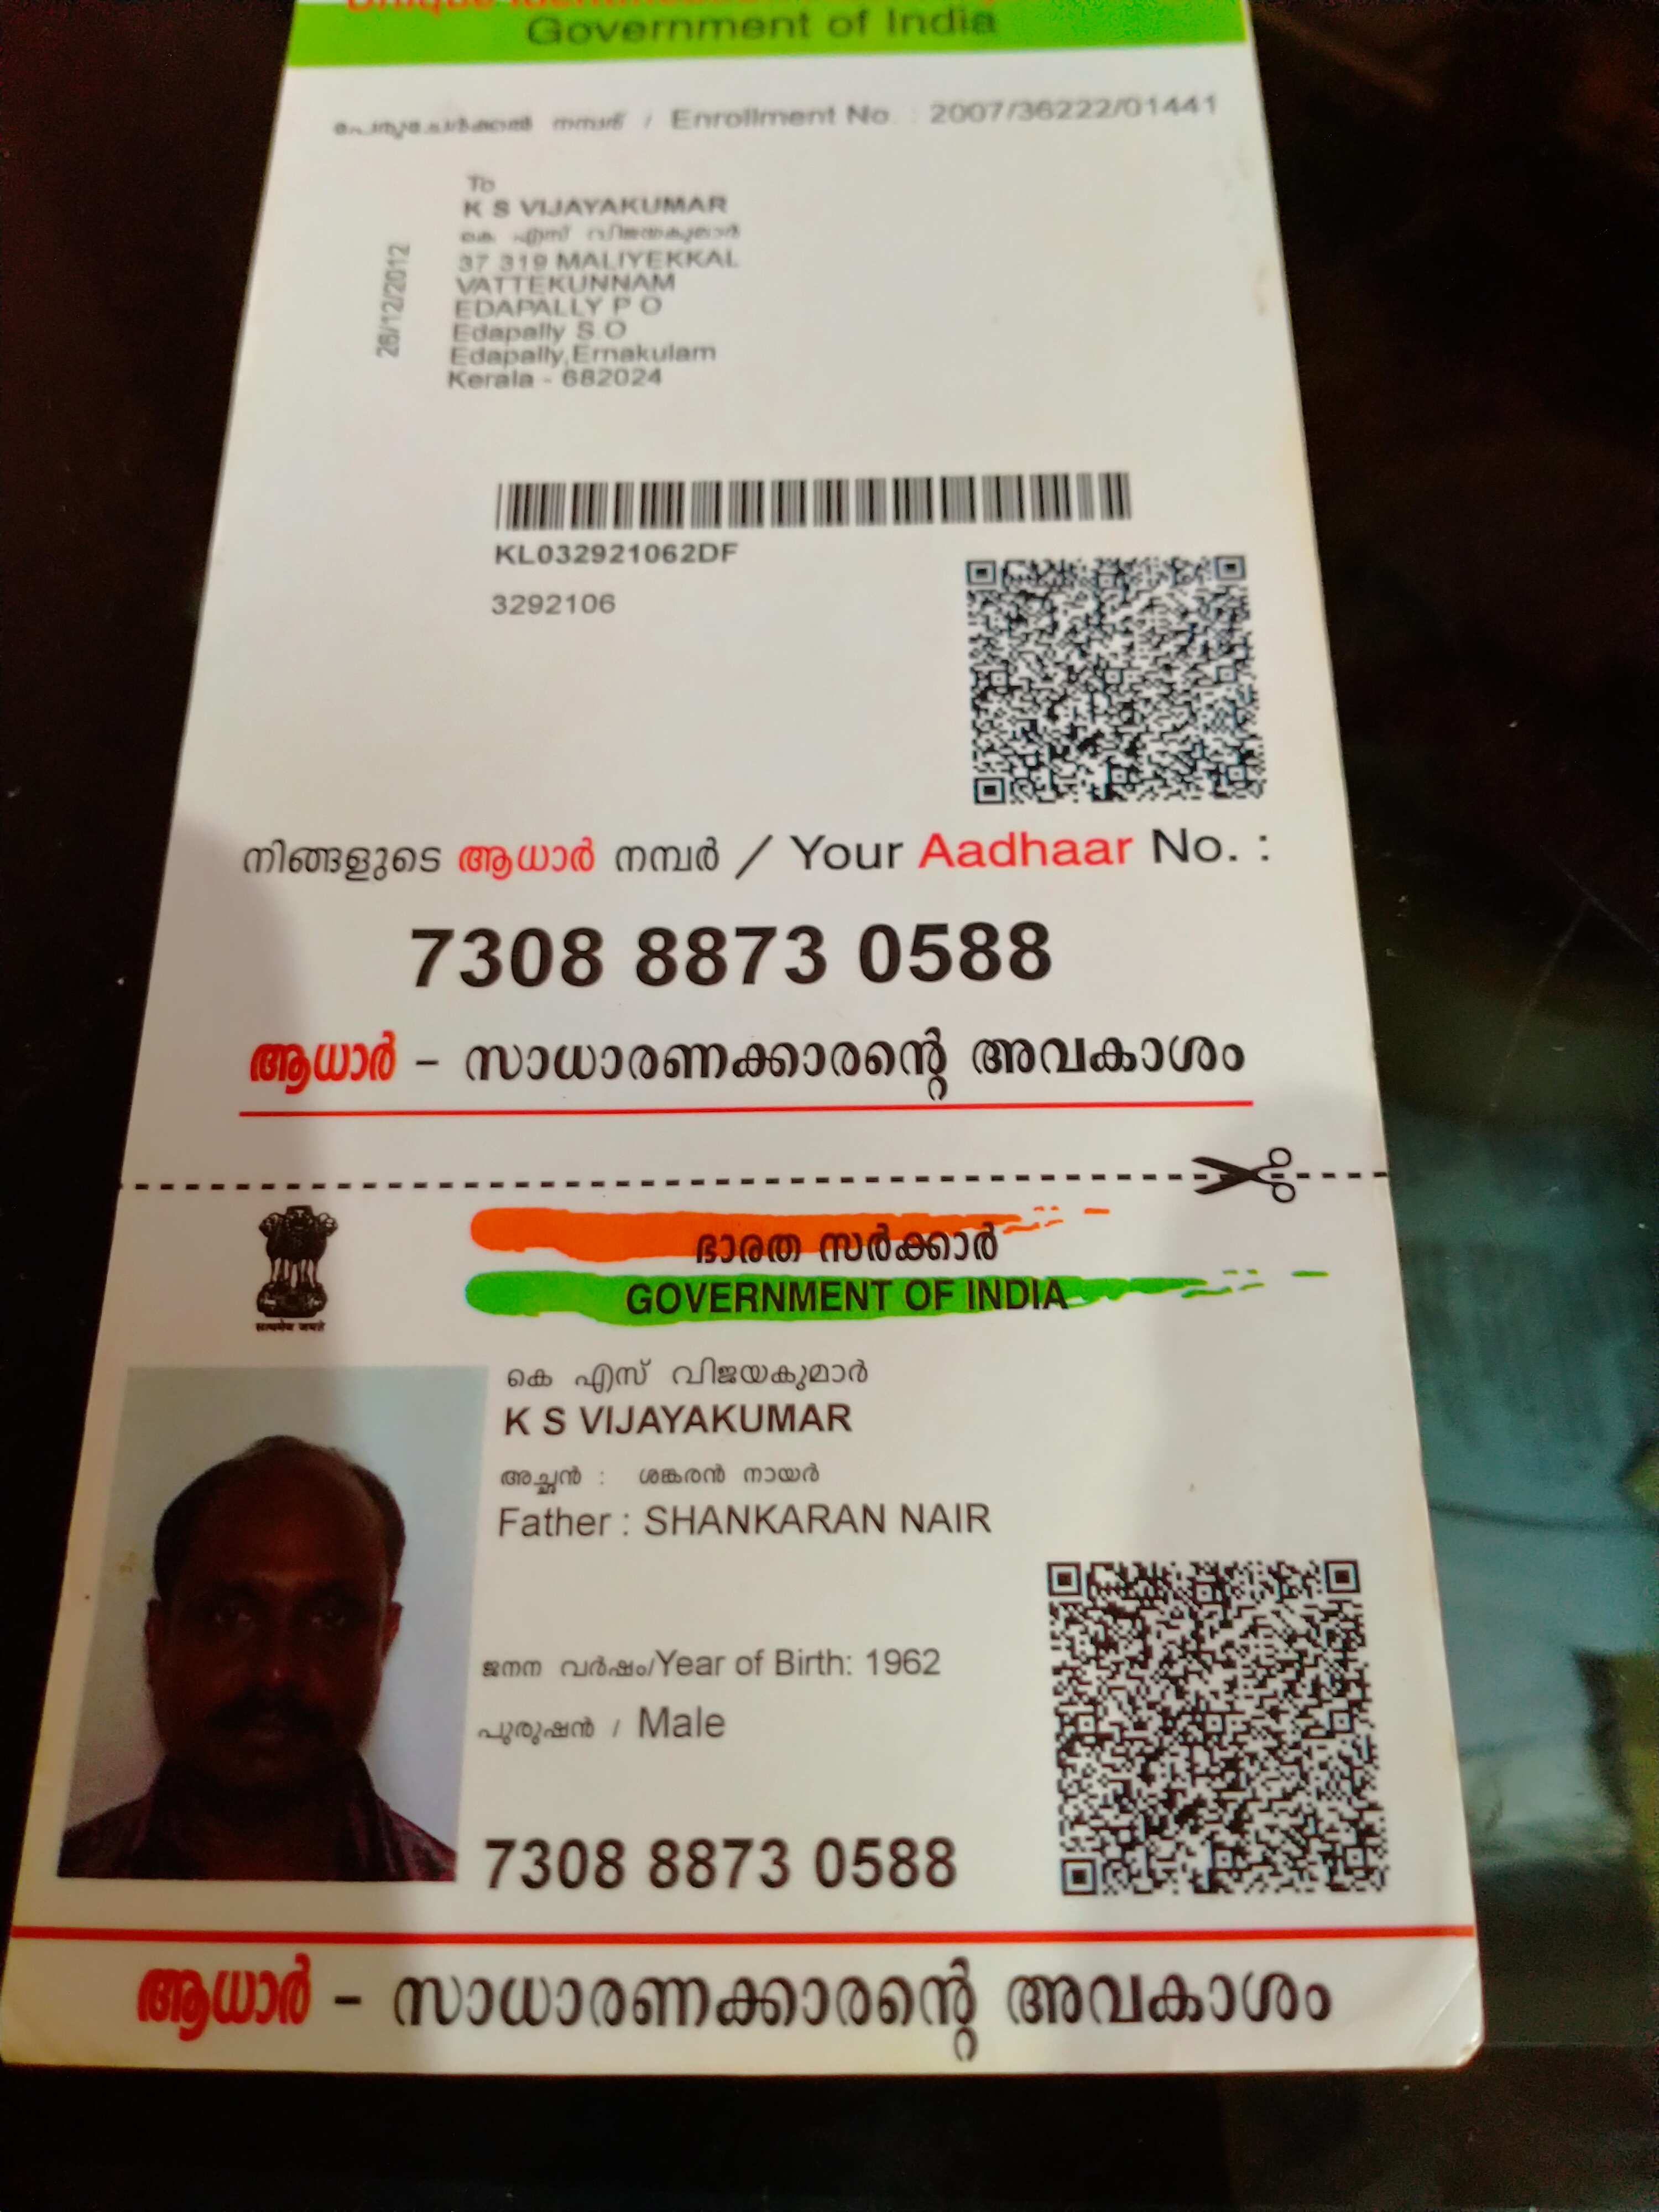 Government of India
നമ്പർ / Enrollment No. : 2007/36222/01441
To
K S VIJAYAKUMAR
കെ എസ് വിജയകുമാർ
37 319 MALIYEKKAL
VATTEKUNNAM
EDAPALLY P O
Edapally S.O
Edapally,Ernakulam
Kerala - 682024
26/12/2012
KL032921062DF
3292106
നിങ്ങളുടെ ആധാർ നമ്പർ / Your Aadhaar No. :
7308 8873 0588
ആധാർ – സാധാരണക്കാരന്റെ അവകാശം
सत्यमेव जयते
ഭാരത സർക്കാർ
GOVERNMENT OF INDIA
കെ എസ് വിജയകുമാർ
K S VIJAYAKUMAR
അച്ഛൻ : ശങ്കരൻ നായർ
Father : SHANKARAN NAIR
ജനന വർഷം/Year of Birth: 1962
പുരുഷൻ / Male
7308 8873 0588
ആധാർ – സാധാരണക്കാരന്റെ അവകാശം